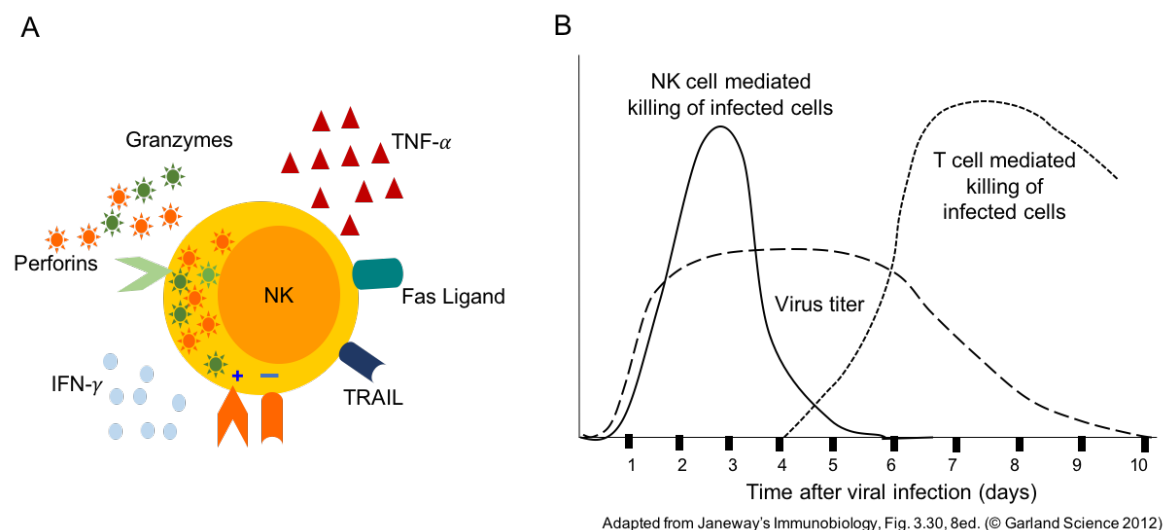 A
Granzymes
TNF-α
Perforins
NK
Fas Ligand
IFN-γ
+
−
TRAIL
B
NK cell mediated
killing of infected cells
T cell mediated
killing of
infected cells
Virus titer
1 2 3 4 5 6 7 8 9 10
Time after viral infection (days)
Adapted from Janeway's Immunobiology, Fig. 3.30, 8ed. (© Garland Science 2012)